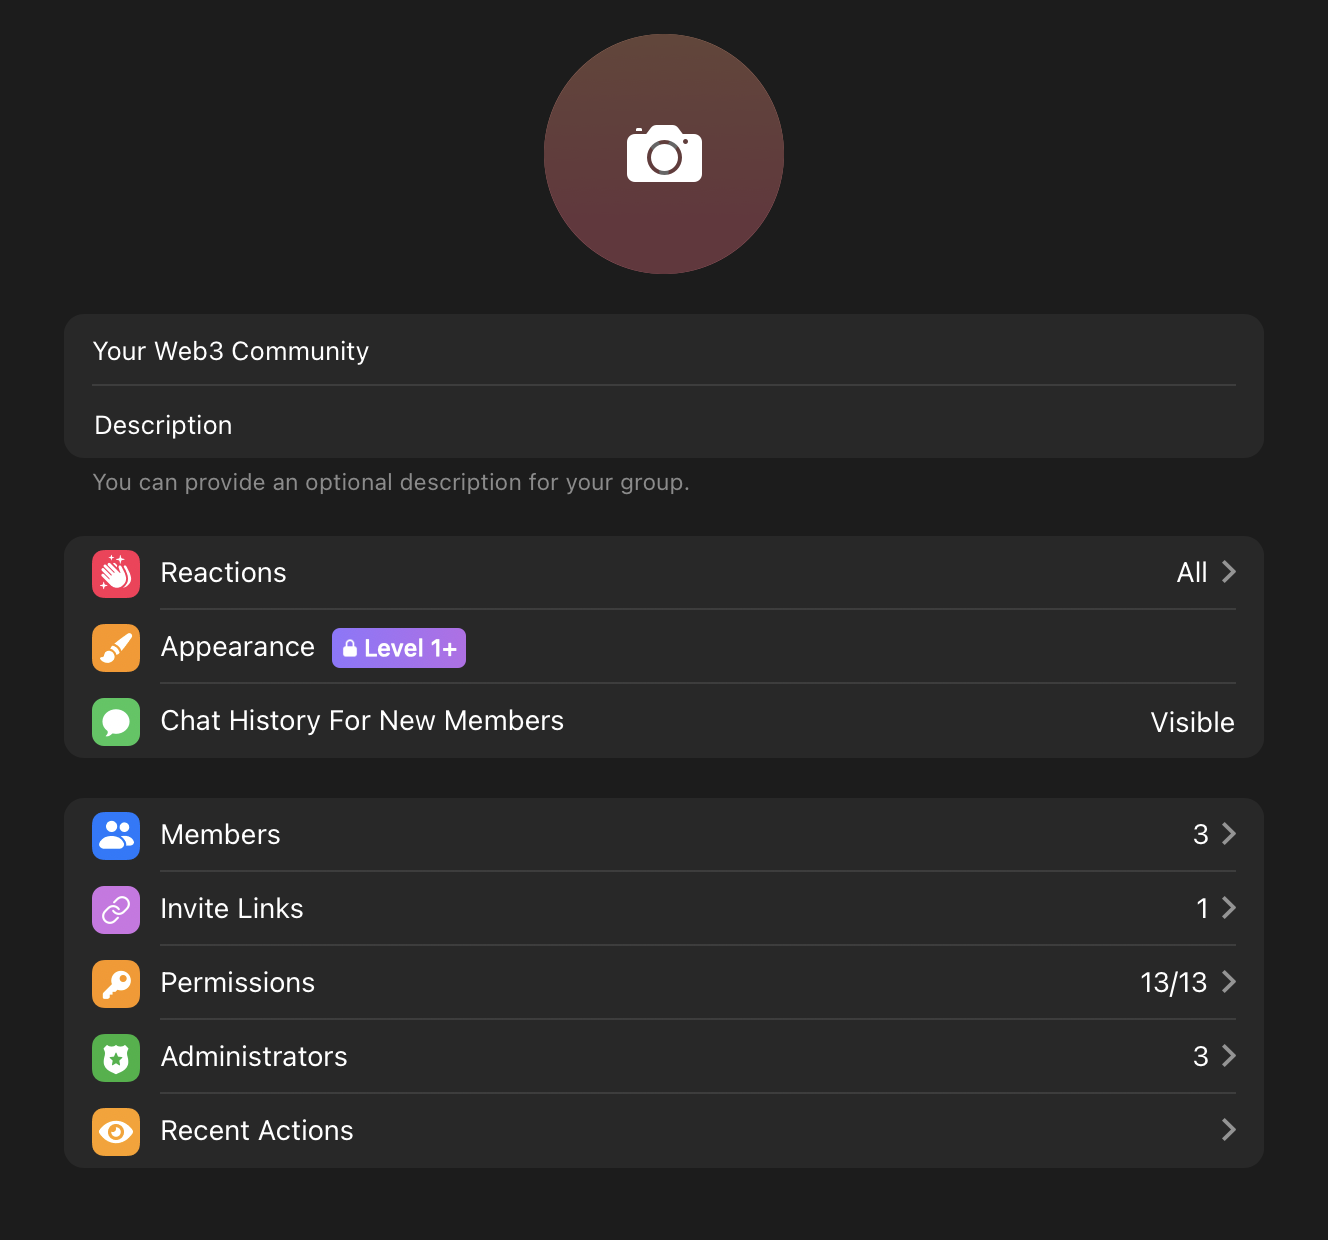 Your Web3 Community
Description
You can provide an optional description for your group.
Reactions All
Appearance Level 1+
Chat History For New Members Visible
Members 3
Invite Links 1
Permissions 13/13
Administrators 3
Recent Actions